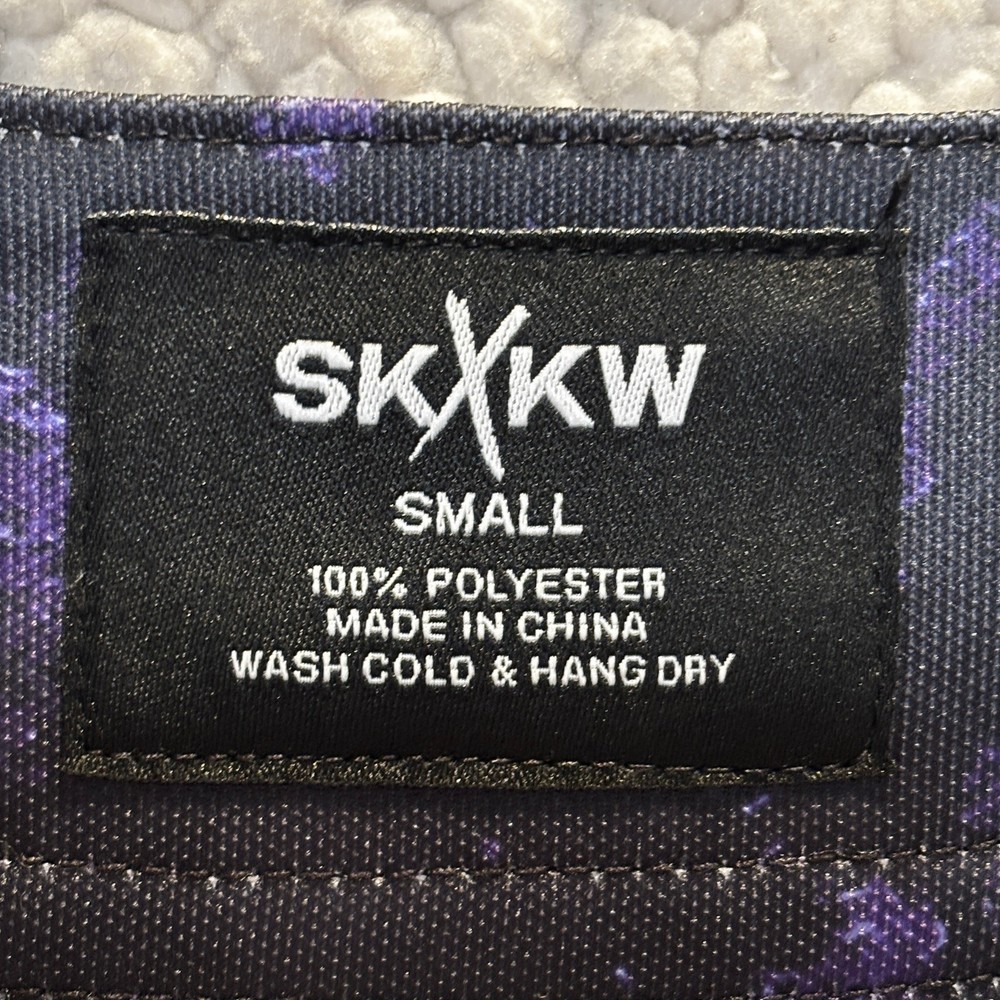 SKXKW
SMALL
100% POLYESTER
MADE IN CHINA
WASH COLD & HANG DRY